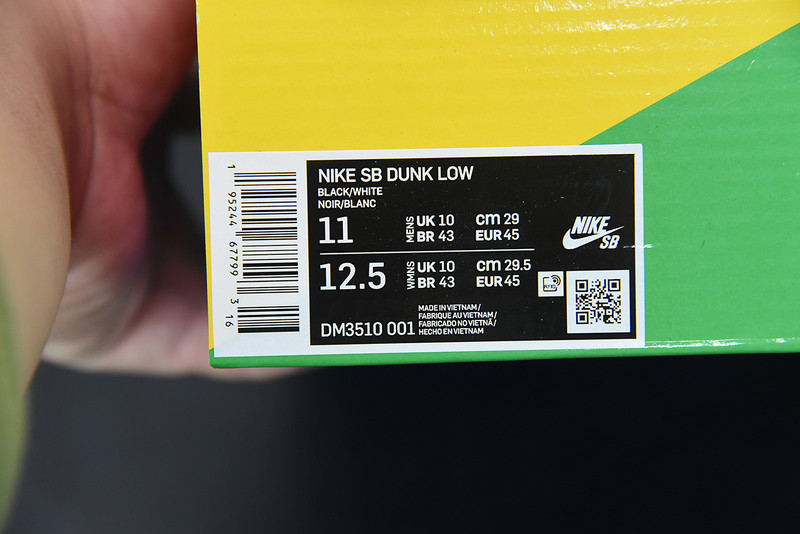 NIKE SB DUNK LOW
BLACK/WHITE
NOIR/BLANC
11
MENS
UK 10
BR 43
CM 29
EUR 45
12.5
WMNS
UK 10
BR 43
CM 29.5
EUR 45
DM3510 001
MADE IN VIETNAM/
FABRIQUE AU VIETNAM/
FABRICADO NO VIETNÃ/
HECHO EN VIETNAM
NIKE
SB
RFID
1 95244 67799 3 16